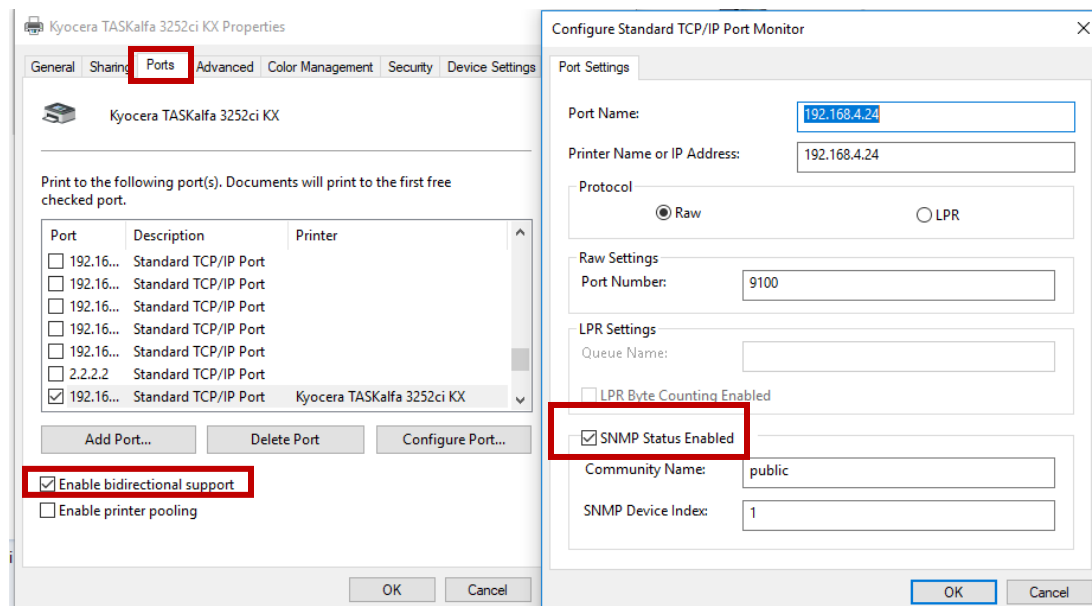 Kyocera TASKalfa 3252ci KX Properties
General Sharing Ports Advanced Color Management Security Device Settings
Kyocera TASKalfa 3252ci KX
Print to the following port(s). Documents will print to the first free
checked port.
Port Description Printer
192.16... Standard TCP/IP Port
192.16... Standard TCP/IP Port
192.16... Standard TCP/IP Port
192.16... Standard TCP/IP Port
192.16... Standard TCP/IP Port
2.2.2.2 Standard TCP/IP Port
192.16... Standard TCP/IP Port Kyocera TASKalfa 3252ci KX
Add Port... Delete Port Configure Port...
Enable bidirectional support
Enable printer pooling
OK Cancel
Configure Standard TCP/IP Port Monitor
Port Settings
Port Name: 192.168.4.24
Printer Name or IP Address: 192.168.4.24
Protocol
Raw LPR
Raw Settings
Port Number: 9100
LPR Settings
Queue Name:
LPR Byte Counting Enabled
SNMP Status Enabled
Community Name: public
SNMP Device Index: 1
OK Cancel